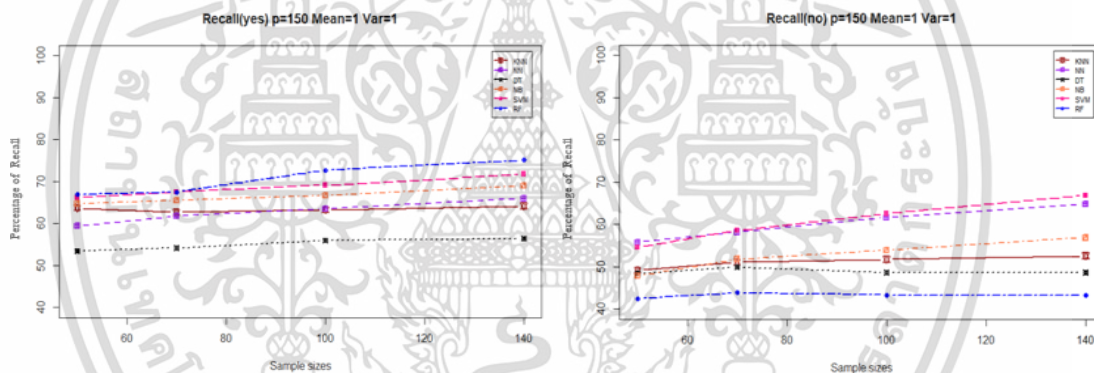 Recall(yes) p=150 Mean=1 Var=1
KNN
NN
DT
NB
SVM
RF
Percentage of Recall
100
90
80
70
60
50
40
60
80
100
120
140
Sample sizes
Recall(no) p=150 Mean=1 Var=1
KNN
NN
DT
NB
SVM
RF
Percentage of Recall
100
90
80
70
60
50
40
60
80
100
120
140
Sample sizes